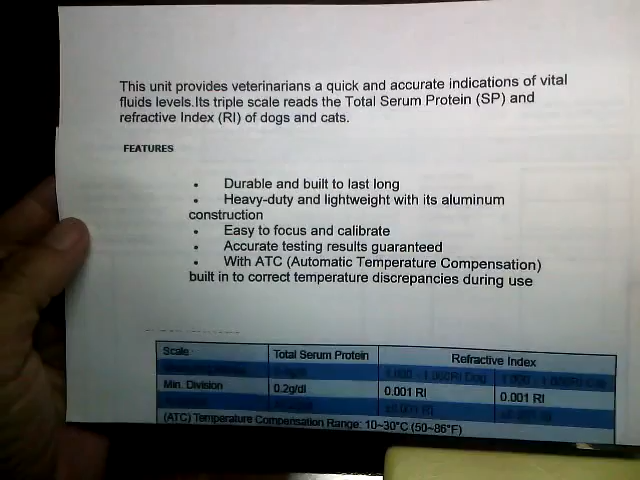 This unit provides veterinarians a quick and accurate indications of vital
fluids levels.Its triple scale reads the Total Serum Protein (SP) and
refractive Index (RI) of dogs and cats.
FEATURES
• Durable and built to last long
• Heavy-duty and lightweight with its aluminum
construction
• Easy to focus and calibrate
• Accurate testing results guaranteed
• With ATC (Automatic Temperature Compensation)
built in to correct temperature discrepancies during use
Scale Total Serum Protein Refractive Index
Min. Division 0.2g/dl 0.001 RI 0.001 RI
(ATC) Temperature Compensation Range: 10~30°C (50~86°F)